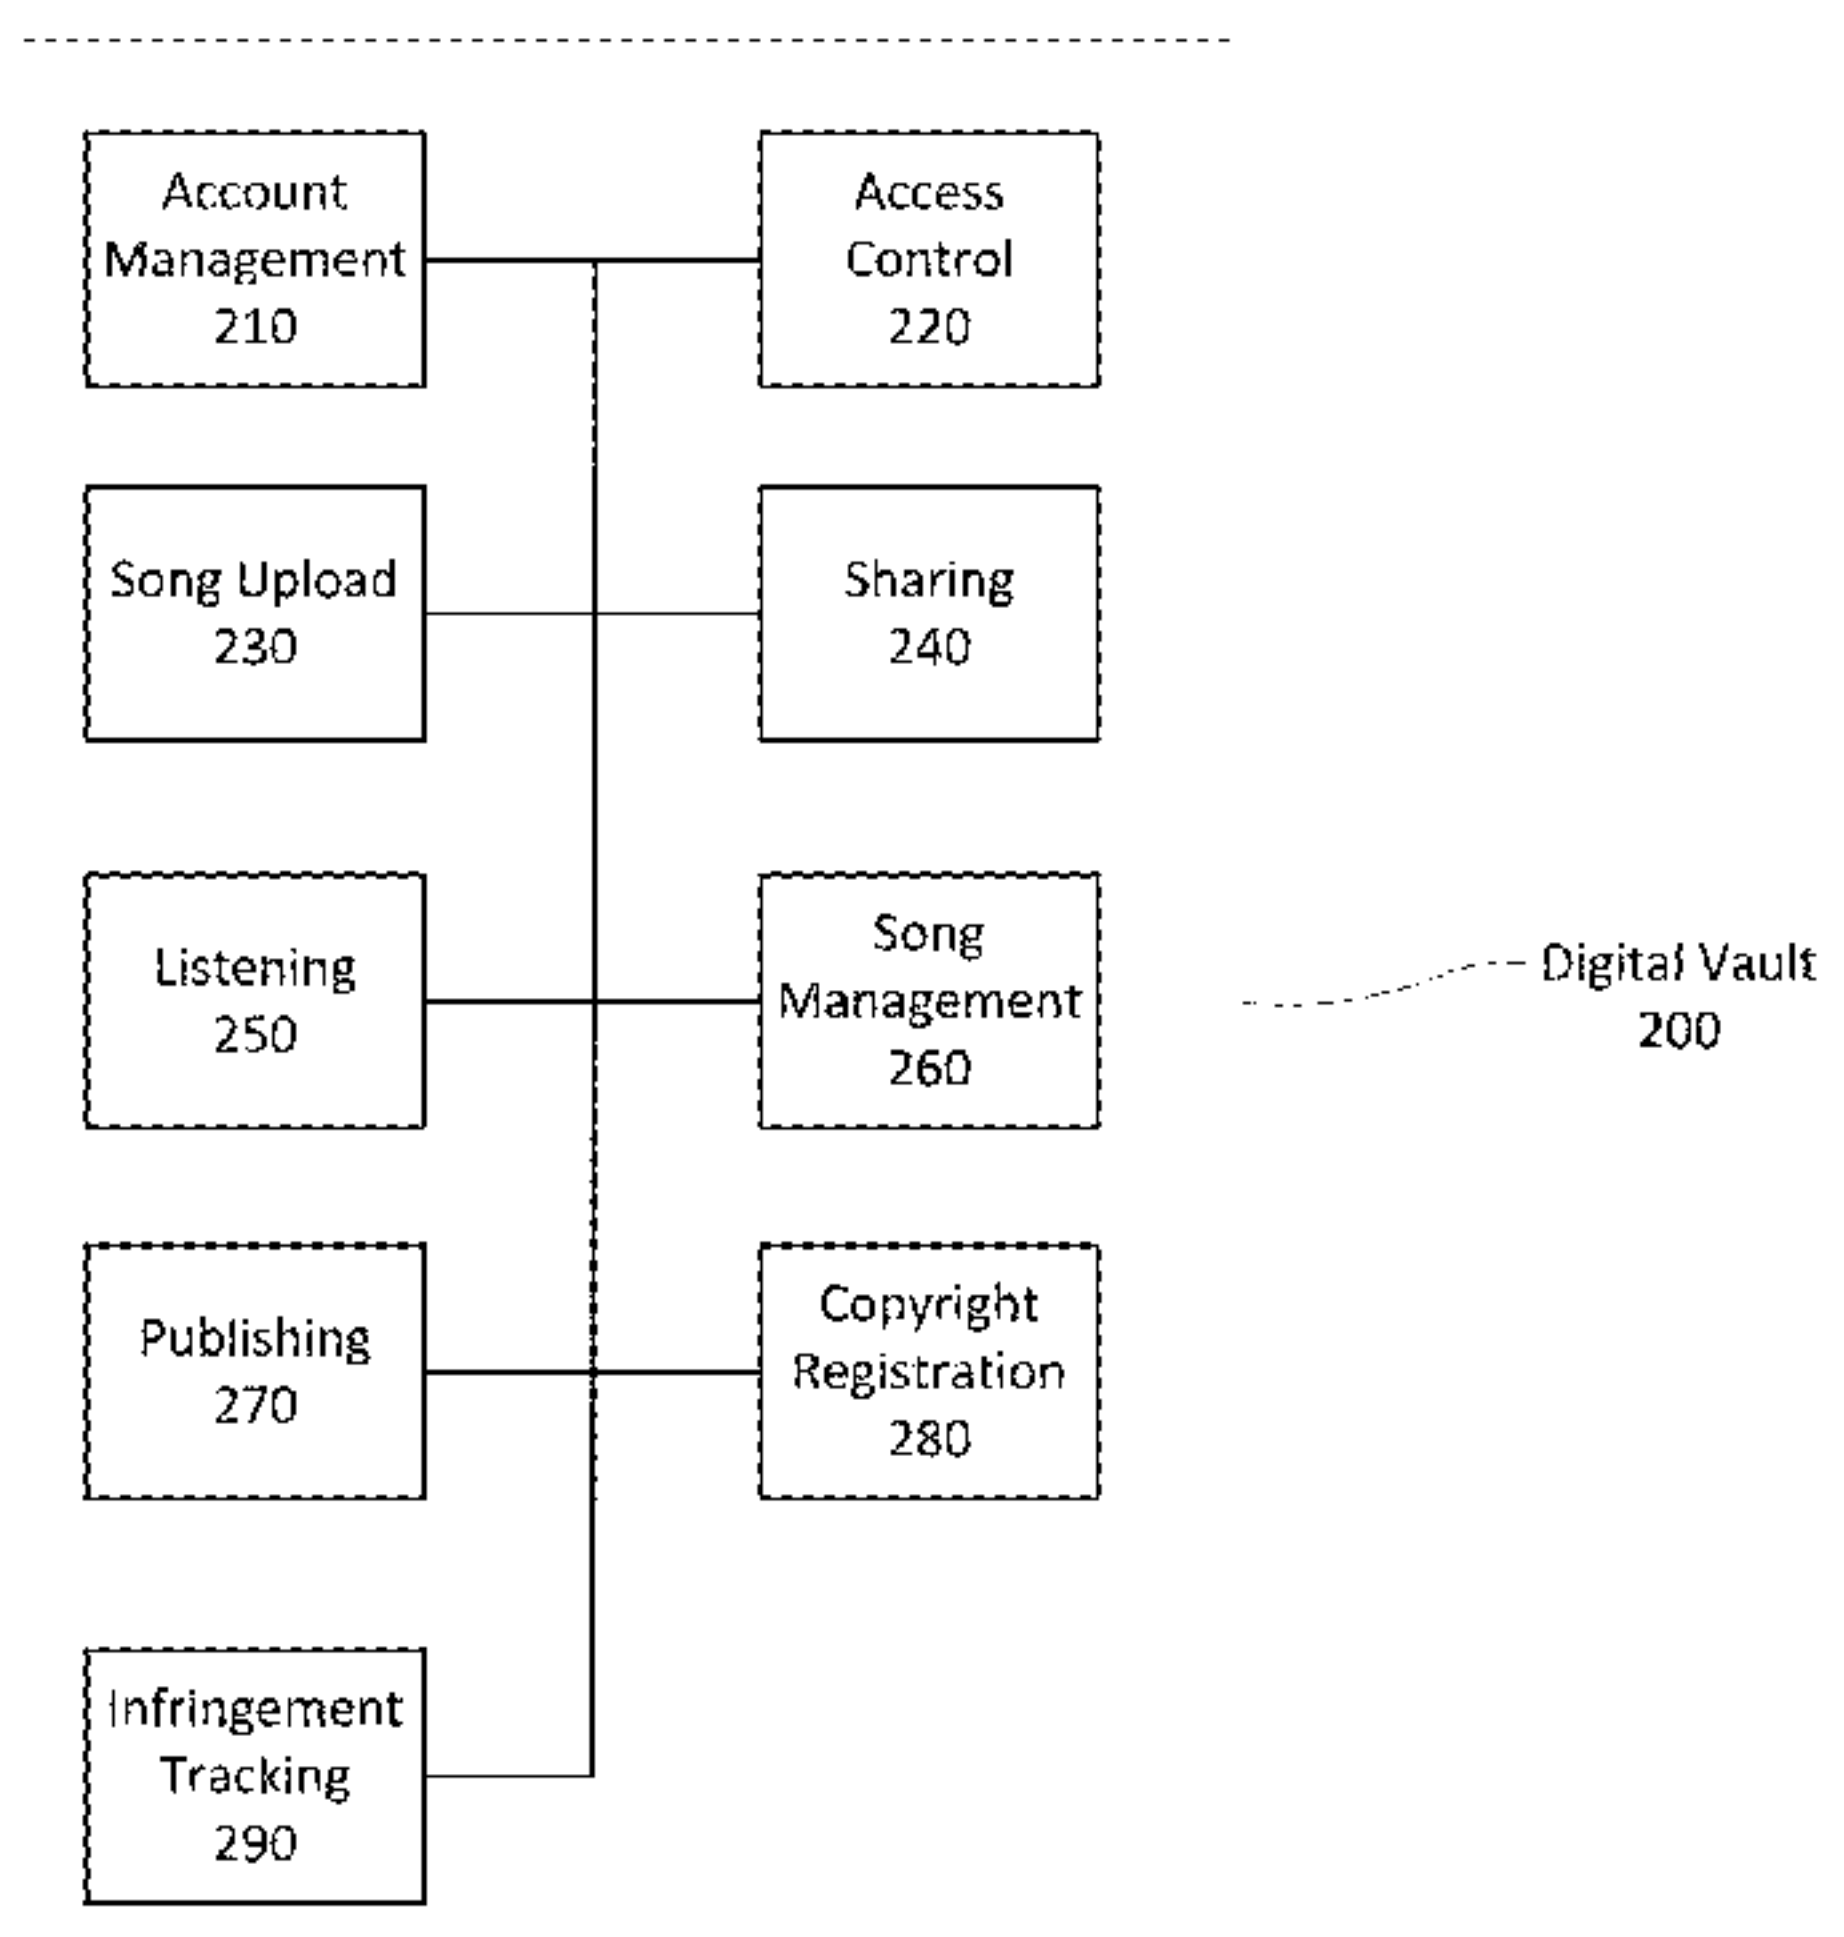 Account
Management
210
Access
Control
220
Song Upload
230
Sharing
240
Listening
250
Song
Management
260
Digital Vault
200
Publishing
270
Copyright
Registration
280
Infringement
Tracking
290